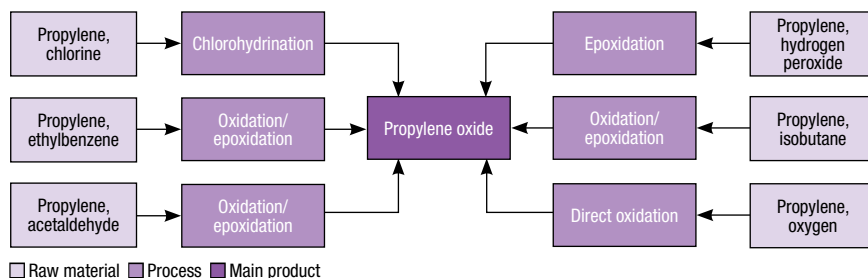 Propylene,
chlorine
Chlorohydrination
Epoxidation
Propylene,
hydrogen
peroxide
Propylene,
ethylbenzene
Oxidation/
epoxidation
Propylene oxide
Oxidation/
epoxidation
Propylene,
isobutane
Propylene,
acetaldehyde
Oxidation/
epoxidation
Direct oxidation
Propylene,
oxygen
Raw material Process Main product